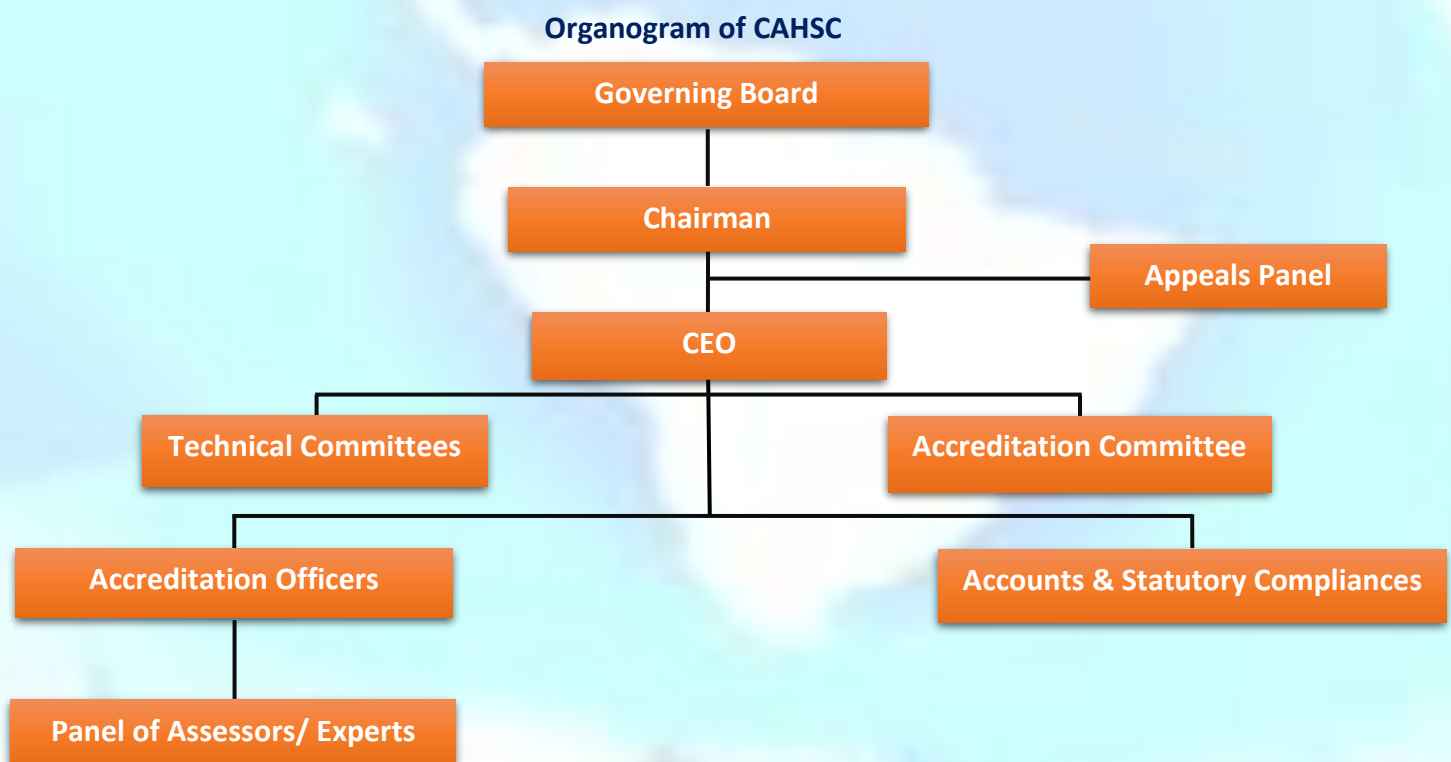 Organogram of CAHSC
Governing Board
Chairman
Appeals Panel
CEO
Technical Committees
Accreditation Committee
Accreditation Officers
Accounts & Statutory Compliances
Panel of Assessors/ Experts